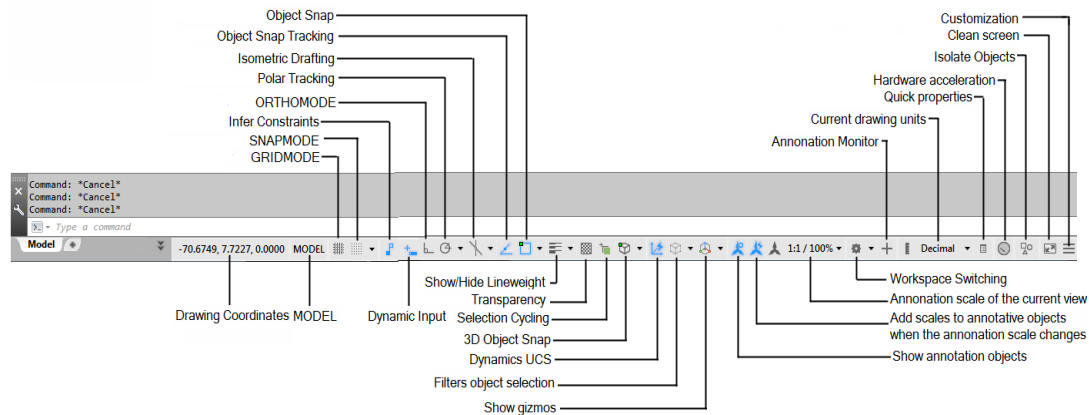 Object Snap
Object Snap Tracking
Isometric Drafting
Polar Tracking
ORTHOMODE
Infer Constraints
SNAPMODE
GRIDMODE
Customization
Clean screen
Isolate Objects
Hardware acceleration
Quick properties
Current drawing units
Annonation Monitor
Command: *Cancel*
Command: *Cancel*
Command: *Cancel*
Type a command
Model
-70.6749, 7.7227, 0.0000 MODEL 1:1 / 100% Decimal
Drawing Coordinates MODEL
Dynamic Input
Show/Hide Lineweight
Transparency
Selection Cycling
3D Object Snap
Dynamics UCS
Filters object selection
Show gizmos
Workspace Switching
Annonation scale of the current view
Add scales to annotative objects
when the annonation scale changes
Show annotation objects